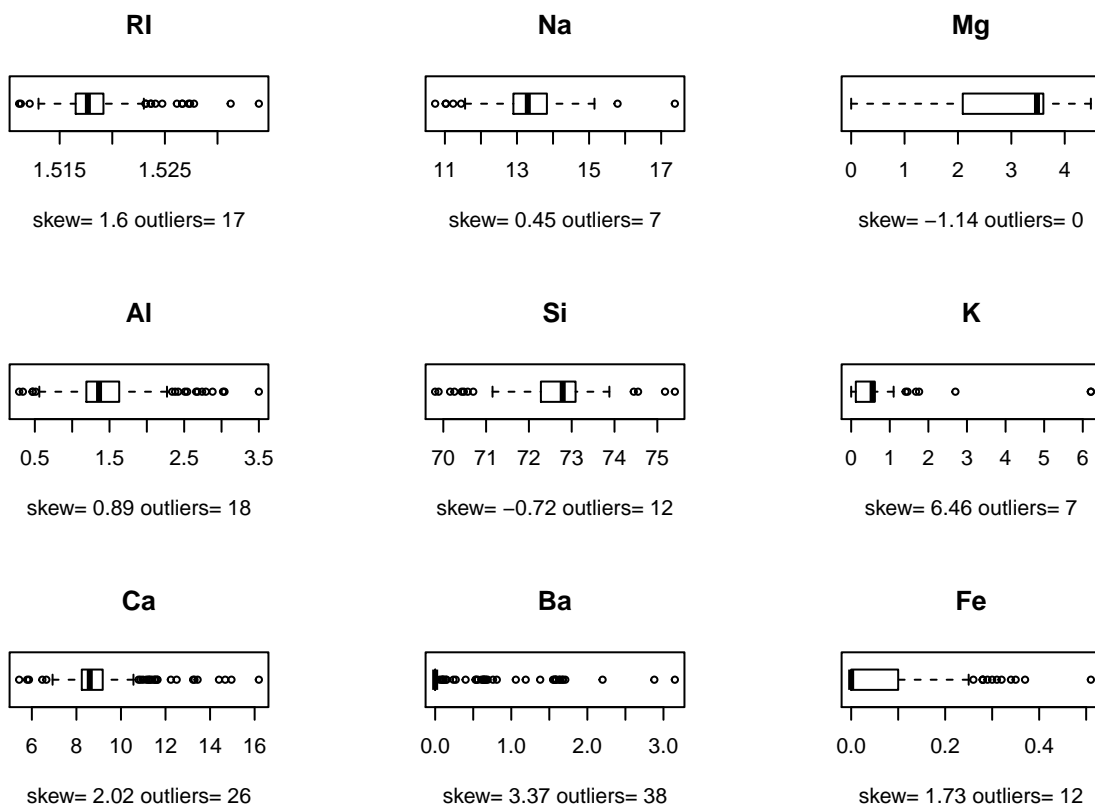 RI Na Mg
1.515 1.525 11 13 15 17 0 1 2 3 4
skew= 1.6 outliers= 17 skew= 0.45 outliers= 7 skew= −1.14 outliers= 0
Al Si K
0.5 1.5 2.5 3.5 70 71 72 73 74 75 0 1 2 3 4 5 6
skew= 0.89 outliers= 18 skew= −0.72 outliers= 12 skew= 6.46 outliers= 7
Ca Ba Fe
6 8 10 12 14 16 0.0 1.0 2.0 3.0 0.0 0.2 0.4
skew= 2.02 outliers= 26 skew= 3.37 outliers= 38 skew= 1.73 outliers= 12